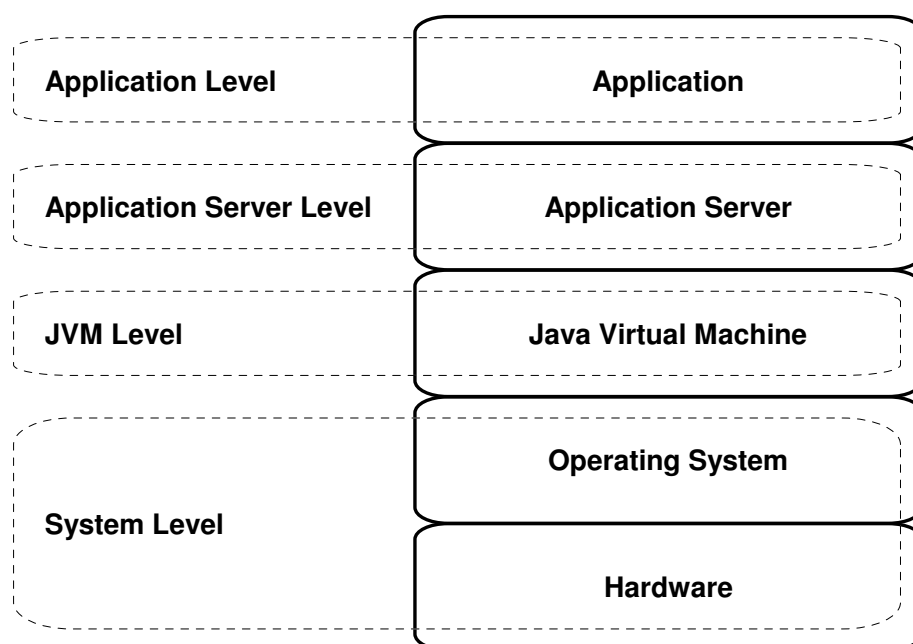 Application Level
Application
Application Server Level
Application Server
JVM Level
Java Virtual Machine
Operating System
System Level
Hardware